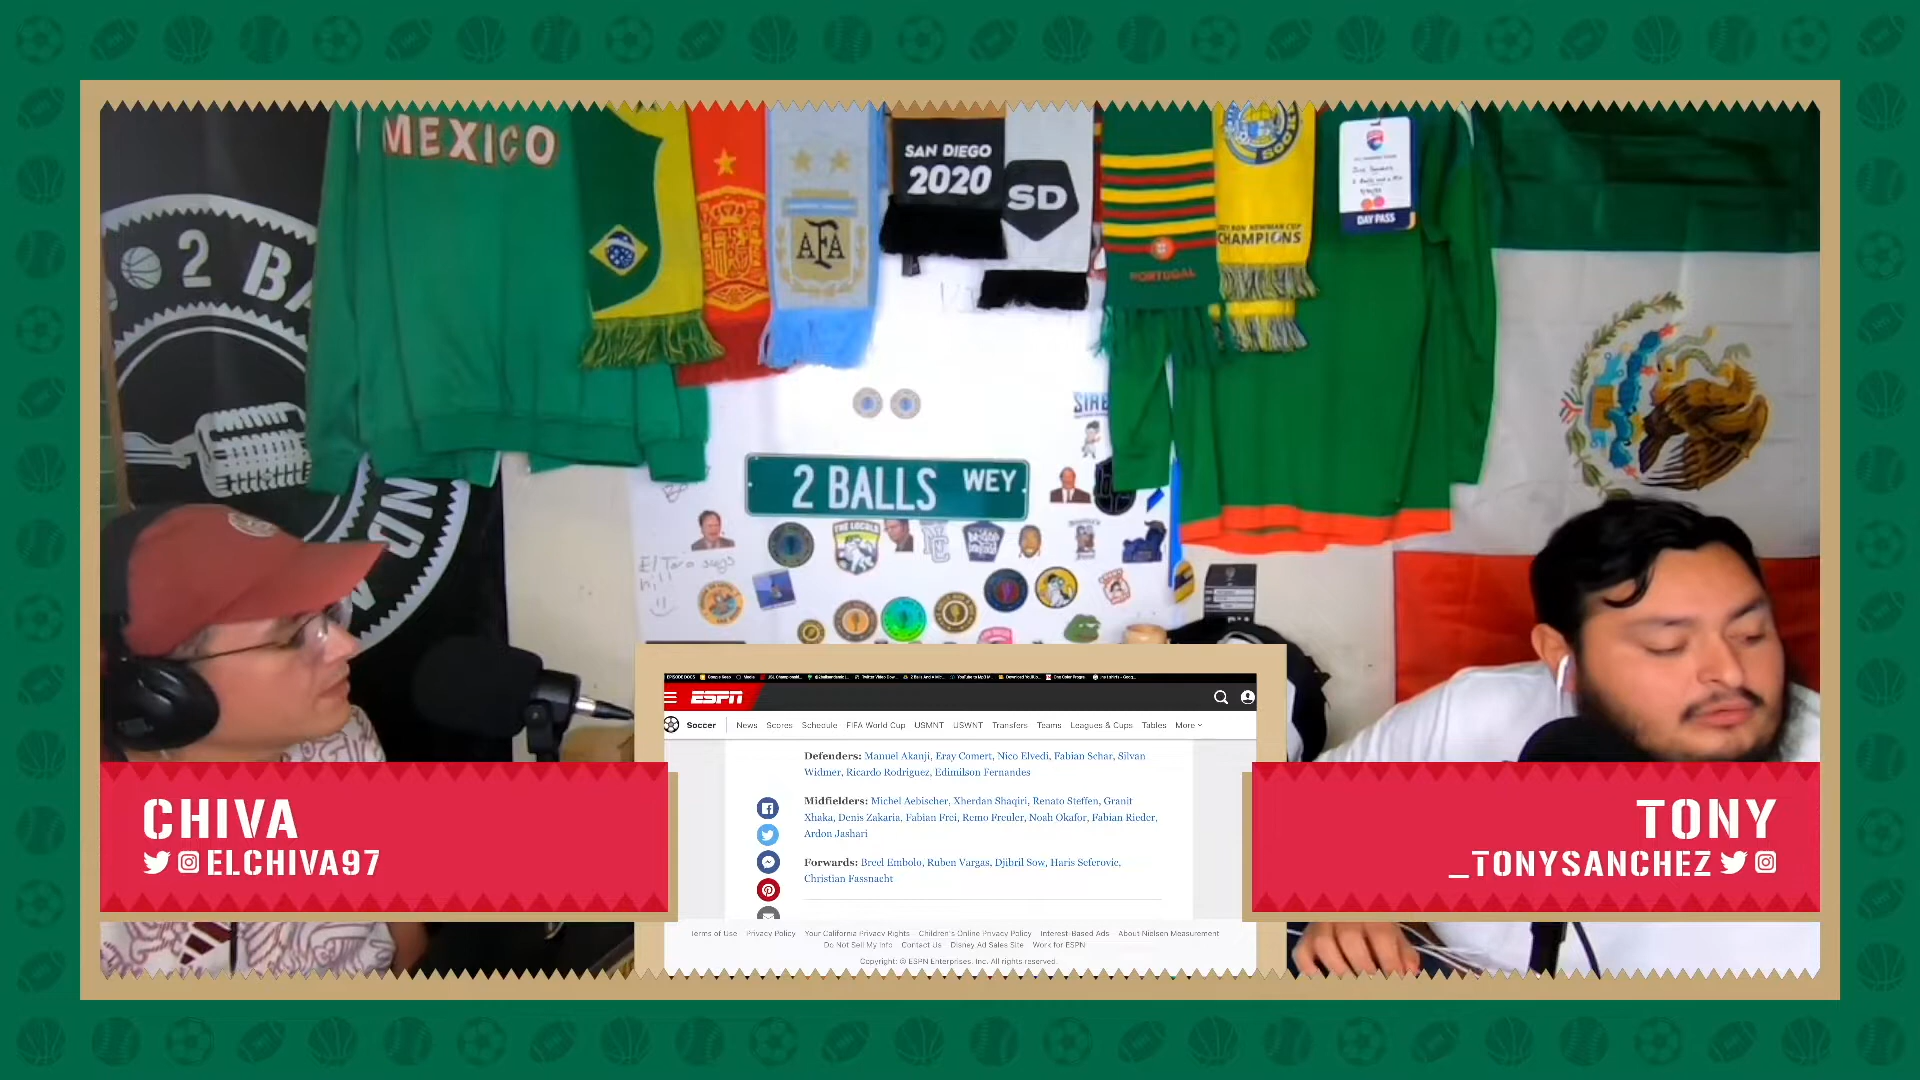 MEXICO
SAN DIEGO
2020
SD
PORTUGAL
CHAMPIONS
DAY PASS
2 BA
ND
2 BALLS WEY
THE LOCALS
El Toro says
hi!!
ESPN
Soccer News Scores Schedule FIFA World Cup USMNT USWNT Transfers Teams Leagues & Cups Tables More
Defenders: Manuel Akanji, Eray Comert, Nico Elvedi, Fabian Schar, Silvan
Widmer, Ricardo Rodriguez, Edimilson Fernandes
Midfielders: Michel Aebischer, Xherdan Shaqiri, Renato Steffen, Granit
Xhaka, Denis Zakaria, Fabian Frei, Remo Freuler, Noah Okafor, Fabian Rieder,
Ardon Jashari
Forwards: Breel Embolo, Ruben Vargas, Djibril Sow, Haris Seferovic,
Christian Fassnacht
Terms of Use Privacy Policy Your California Privacy Rights Children's Online Privacy Policy Interest-Based Ads About Nielsen Measurement
Do Not Sell My Info Contact Us Disney Ad Sales Site Work for ESPN
Copyright: © ESPN Enterprises, Inc. All rights reserved.
CHIVA
ELCHIVA97
TONY
_TONYSANCHEZ